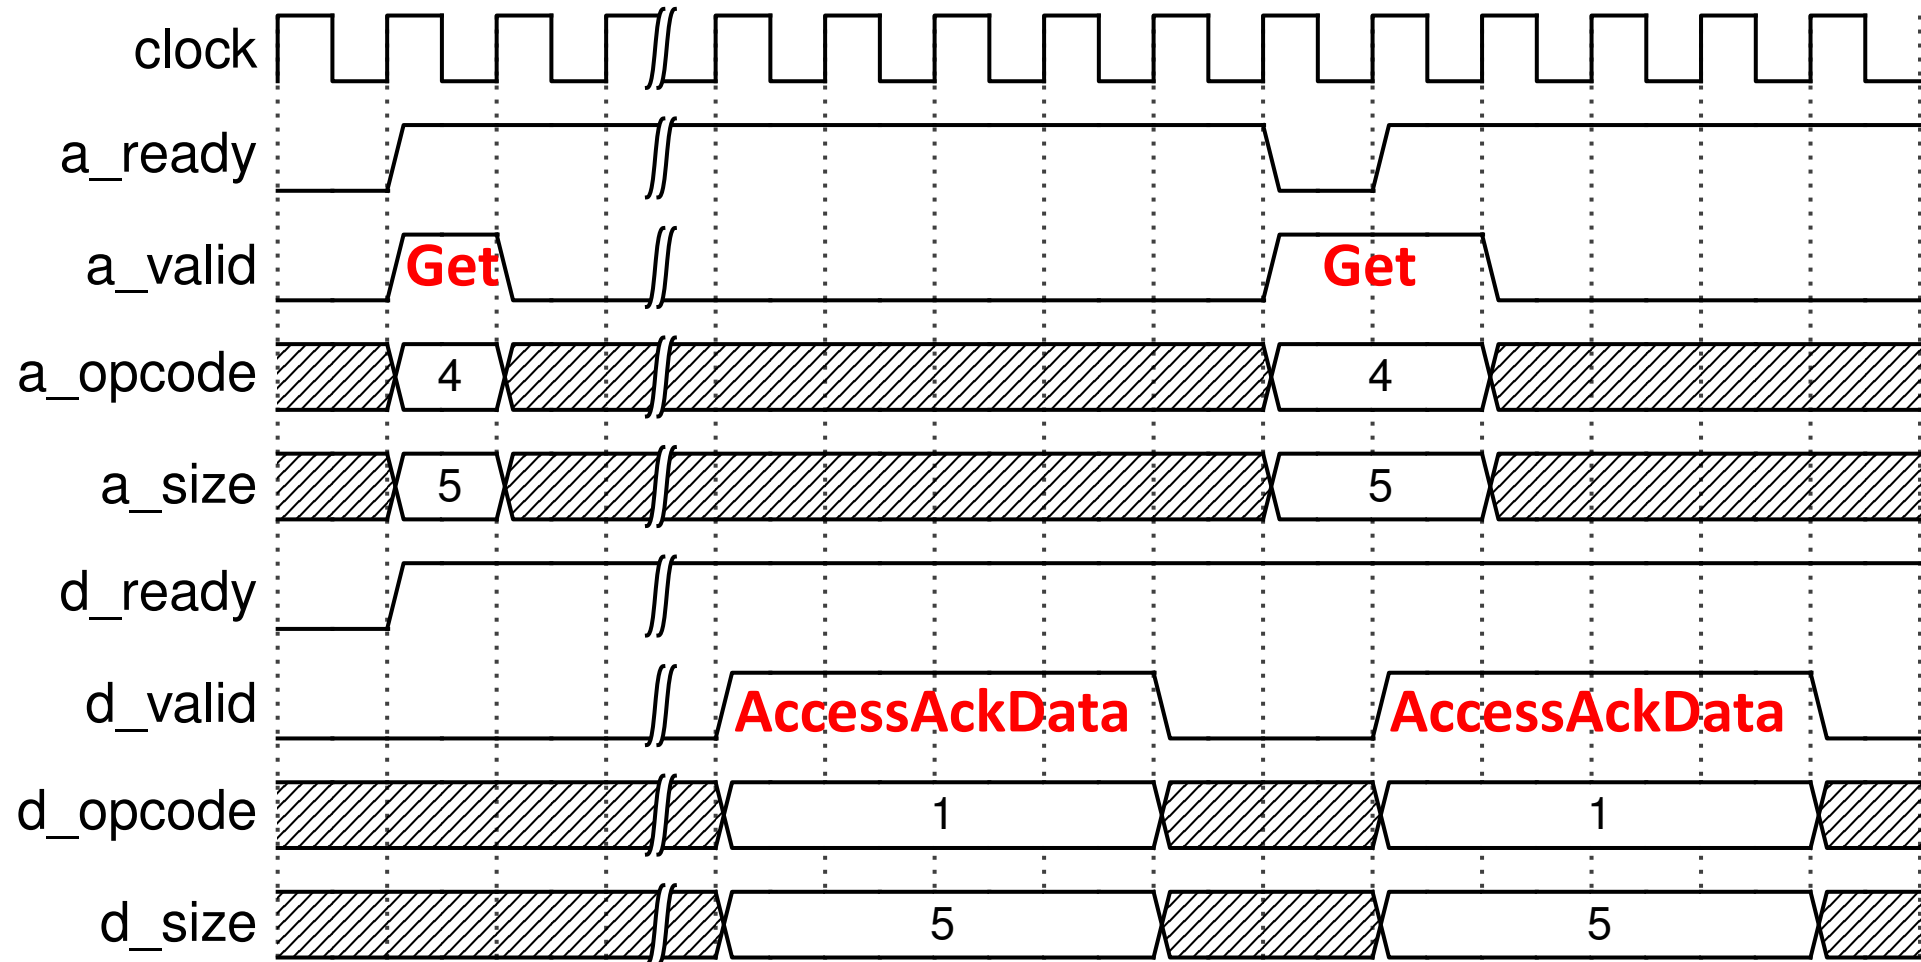 clock
a_ready
a_valid Get Get
a_opcode 4 4
a_size 5 5
d_ready
d_valid AccessAckData AccessAckData
d_opcode 1 1
d_size 5 5